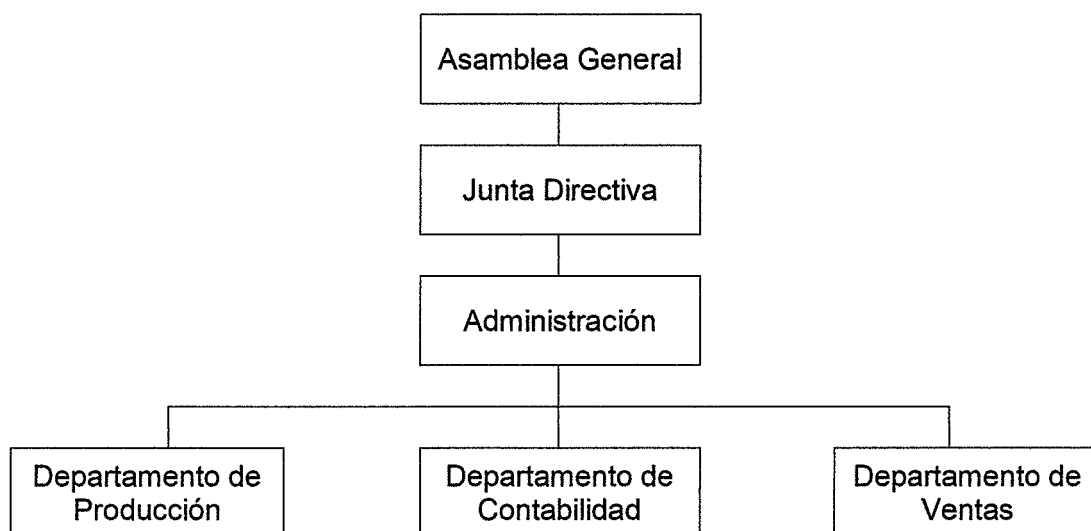 Asamblea General
Junta Directiva
Administración
Departamento de
Producción
Departamento de
Contabilidad
Departamento de
Ventas